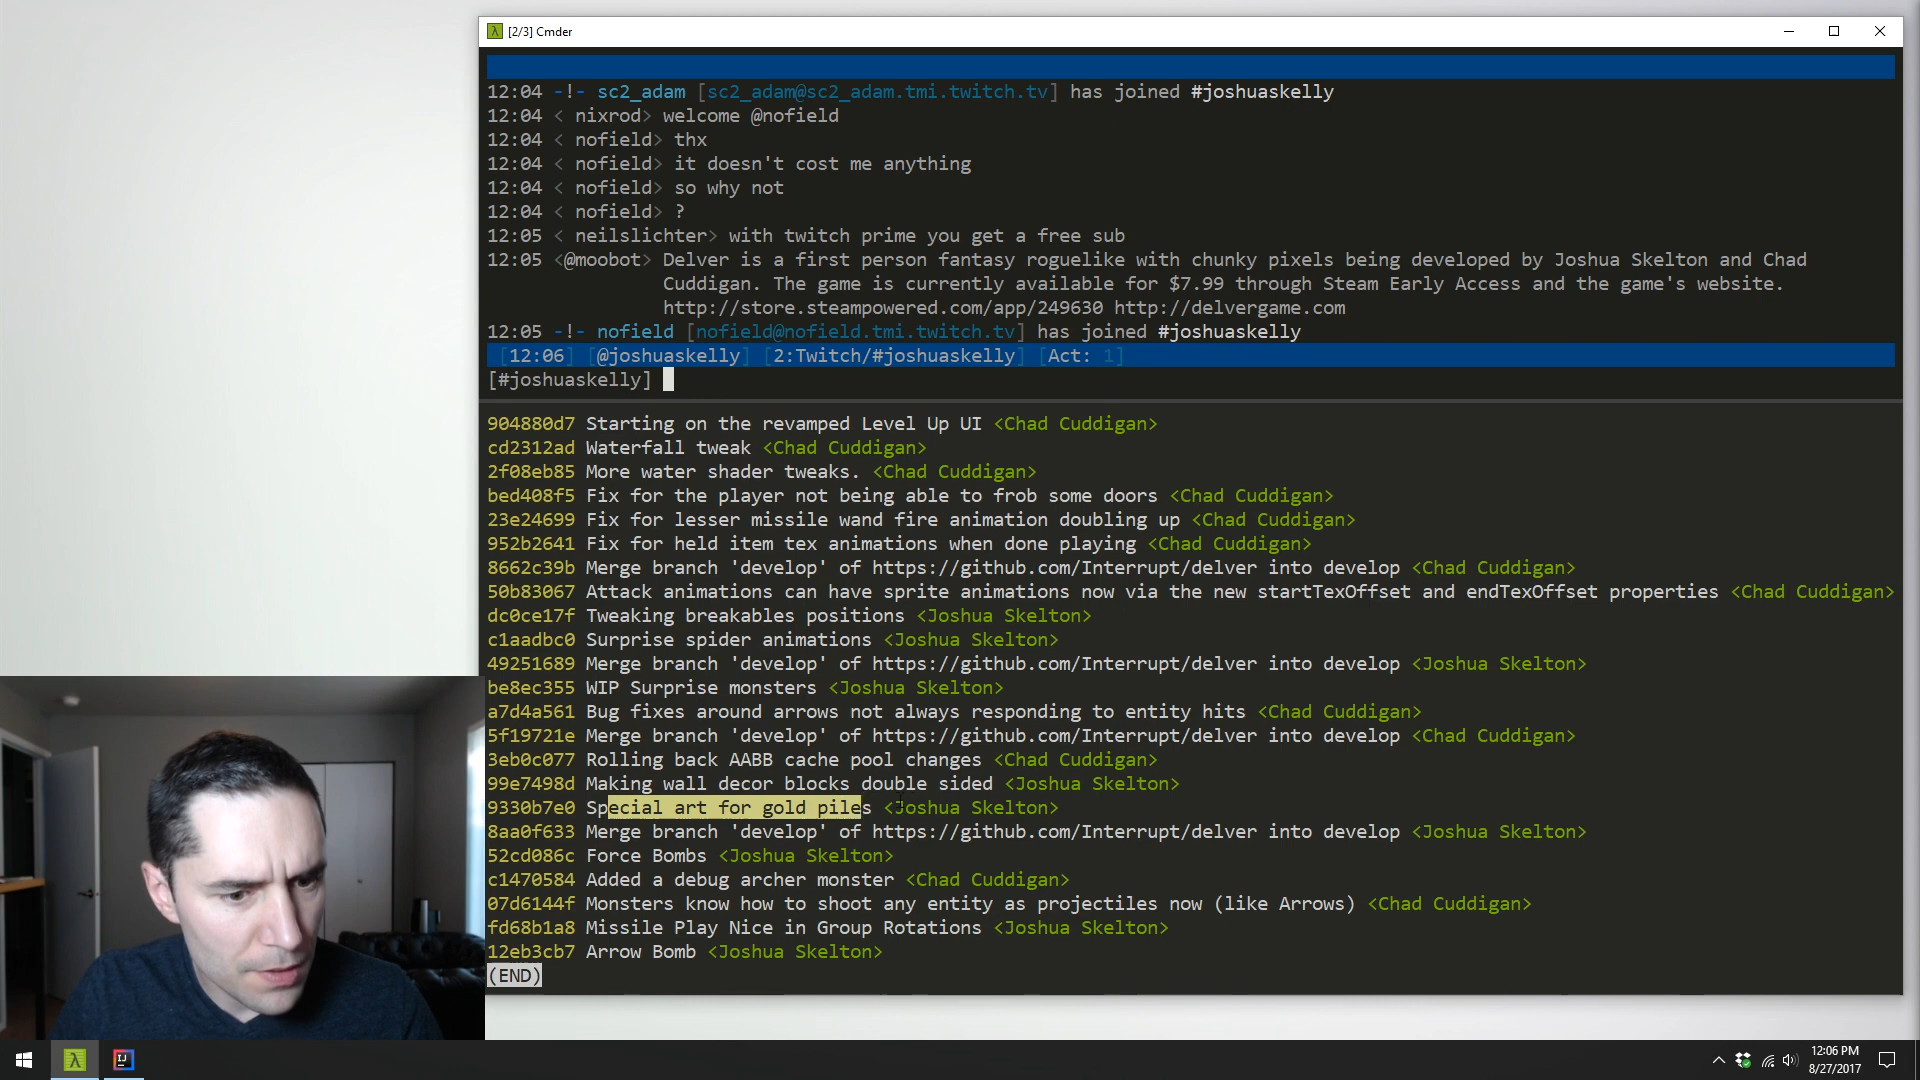 [2/3] Cmder
12:04 -!- sc2_adam [sc2_adam@sc2_adam.tmi.twitch.tv] has joined #joshuaskelly
12:04 < nixrod> welcome @nofield
12:04 < nofield> thx
12:04 < nofield> it doesn't cost me anything
12:04 < nofield> so why not
12:04 < nofield> ?
12:05 < neilslichter> with twitch prime you get a free sub
12:05 <@moobot> Delver is a first person fantasy roguelike with chunky pixels being developed by Joshua Skelton and Chad
Cuddigan. The game is currently available for $7.99 through Steam Early Access and the game's website.
http://store.steampowered.com/app/249630 http://delvergame.com
12:05 -!- nofield [nofield@nofield.tmi.twitch.tv] has joined #joshuaskelly
[12:06] [@joshuaskelly] [2:Twitch/#joshuaskelly] [Act: 1]
[#joshuaskelly]
904880d7 Starting on the revamped Level Up UI <Chad Cuddigan>
cd2312ad Waterfall tweak <Chad Cuddigan>
2f08eb85 More water shader tweaks. <Chad Cuddigan>
bed408f5 Fix for the player not being able to frob some doors <Chad Cuddigan>
23e24699 Fix for lesser missile wand fire animation doubling up <Chad Cuddigan>
952b2641 Fix for held item tex animations when done playing <Chad Cuddigan>
8662c39b Merge branch 'develop' of https://github.com/Interrupt/delver into develop <Chad Cuddigan>
50b83067 Attack animations can have sprite animations now via the new startTexOffset and endTexOffset properties <Chad Cuddigan>
dc0ce17f Tweaking breakables positions <Joshua Skelton>
c1aadbc0 Surprise spider animations <Joshua Skelton>
49251689 Merge branch 'develop' of https://github.com/Interrupt/delver into develop <Joshua Skelton>
be8ec355 WIP Surprise monsters <Joshua Skelton>
a7d4a561 Bug fixes around arrows not always responding to entity hits <Chad Cuddigan>
5f19721e Merge branch 'develop' of https://github.com/Interrupt/delver into develop <Chad Cuddigan>
3eb0c077 Rolling back AABB cache pool changes <Chad Cuddigan>
99e7498d Making wall decor blocks double sided <Joshua Skelton>
9330b7e0 Special art for gold piles <Joshua Skelton>
8aa0f633 Merge branch 'develop' of https://github.com/Interrupt/delver into develop <Joshua Skelton>
52cd086c Force Bombs <Joshua Skelton>
c1470584 Added a debug archer monster <Chad Cuddigan>
07d6144f Monsters know how to shoot any entity as projectiles now (like Arrows) <Chad Cuddigan>
fd68b1a8 Missile Play Nice in Group Rotations <Joshua Skelton>
12eb3cb7 Arrow Bomb <Joshua Skelton>
(END)
λ
IJ
12:06 PM
8/27/2017